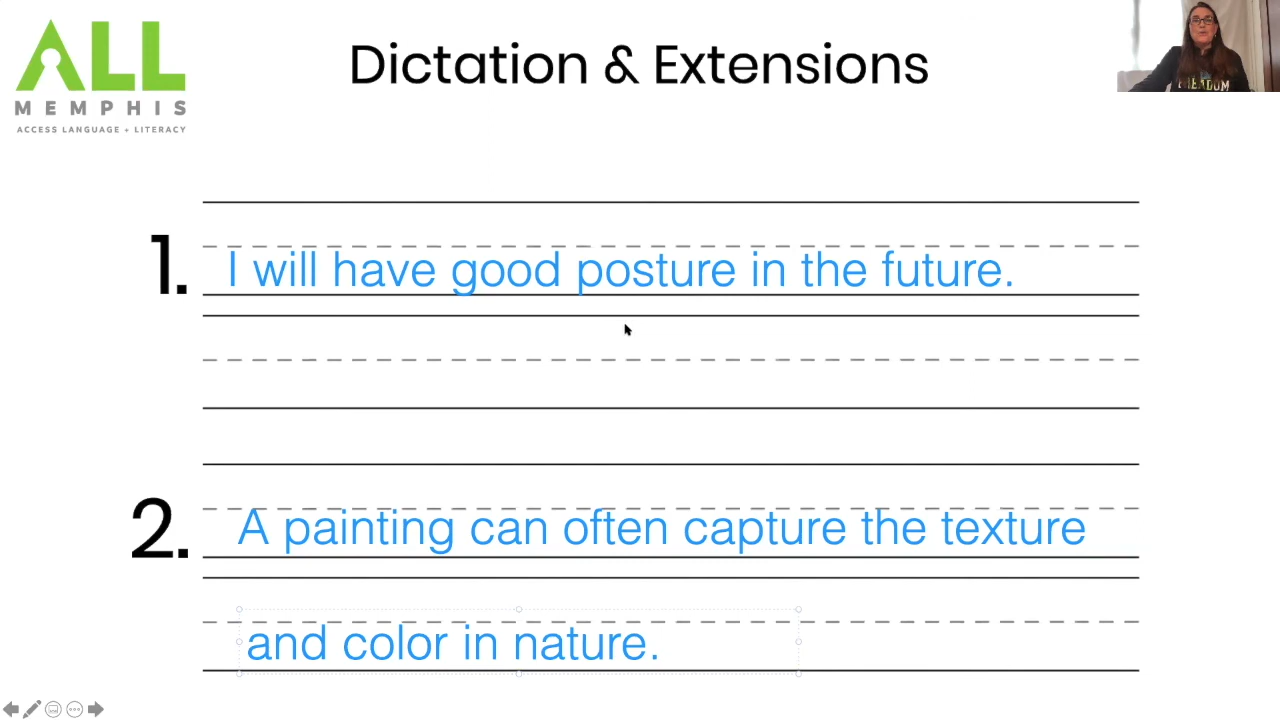 ALL
MEMPHIS
ACCESS LANGUAGE + LITERACY
Dictation & Extensions
1. I will have good posture in the future.
2. A painting can often capture the texture
and color in nature.